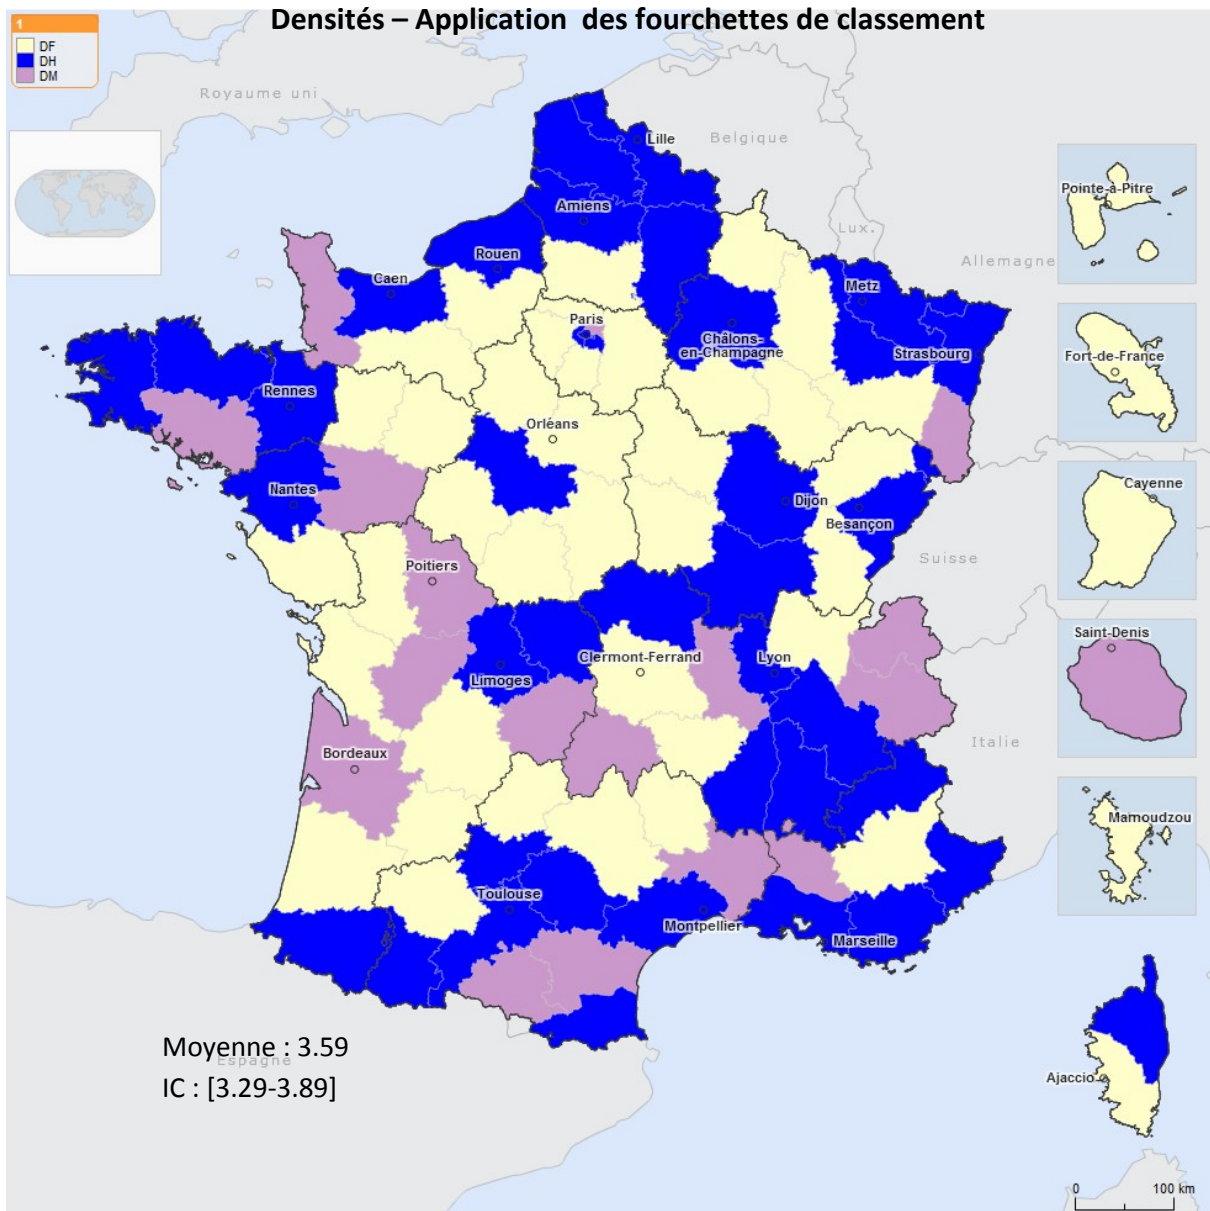 Densités – Application des fourchettes de classement
1
DF
DH
DM
Royaume uni
Belgique
Lille
Amiens
Lux.
Allemagne
Rouen
Caen
Metz
Paris
Châlons-
en-Champagne
Strasbourg
Rennes
Orléans
Nantes
Dijon
Besançon
Suisse
Poitiers
Limoges
Clermont-Ferrand
Lyon
Italie
Bordeaux
Toulouse
Montpellier
Marseille
Ajaccio
Espagne
Moyenne : 3.59
IC : [3.29-3.89]
Pointe-à-Pitre
Fort-de-France
Cayenne
Saint-Denis
Mamoudzou
0 100 km